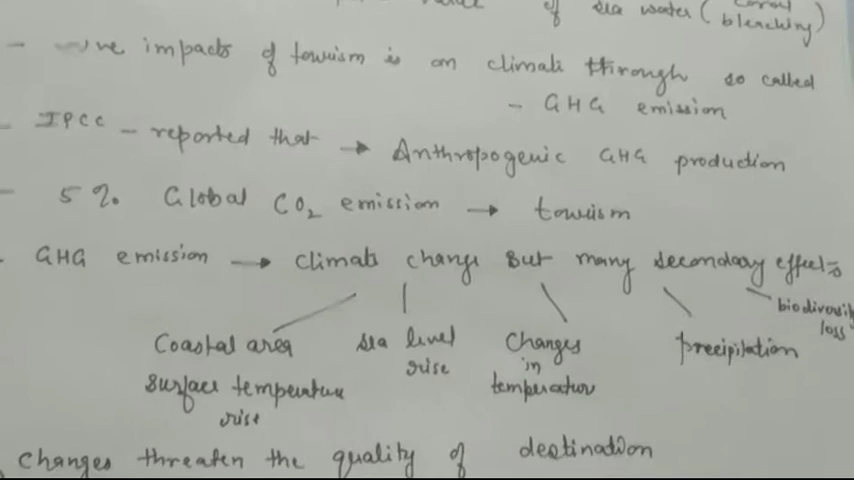 of sea water (coral bleaching)
- -ve impacts of tourism is on climate through so called
- GHG emission
- IPCC - reported that → Anthropogenic GHG production
- 5 % Global CO2 emission → tourism
- GHG emission → climate change but many secondary effects
biodiversity loss
Coastal area sea level Changes precipitation
surface temperature rise in temperature
rise
changes threaten the quality of destination